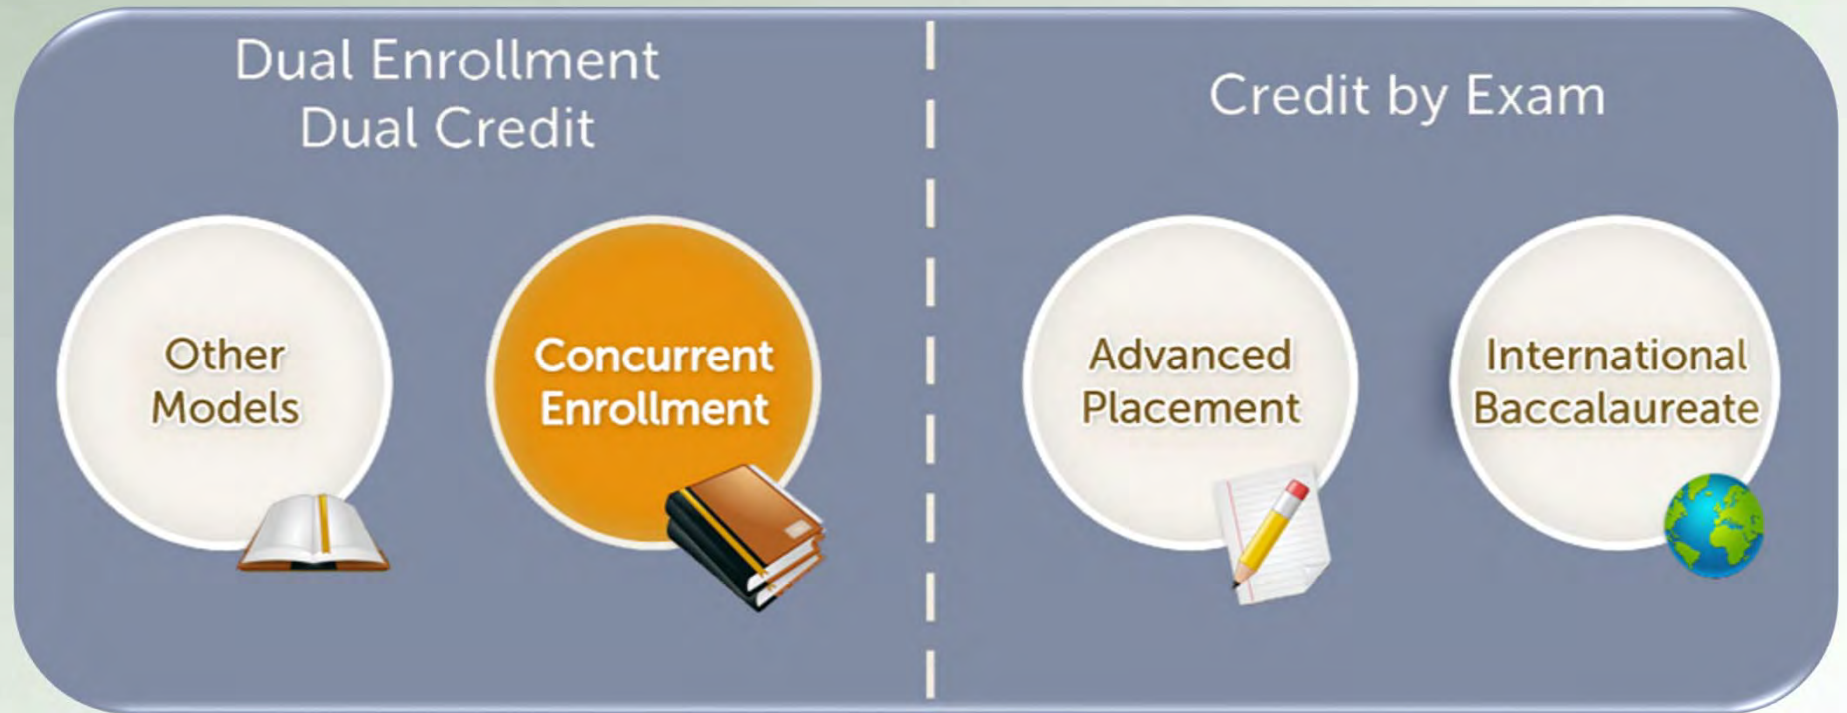 Dual Enrollment
Dual Credit
Other
Models
Concurrent
Enrollment
Credit by Exam
Advanced
Placement
International
Baccalaureate